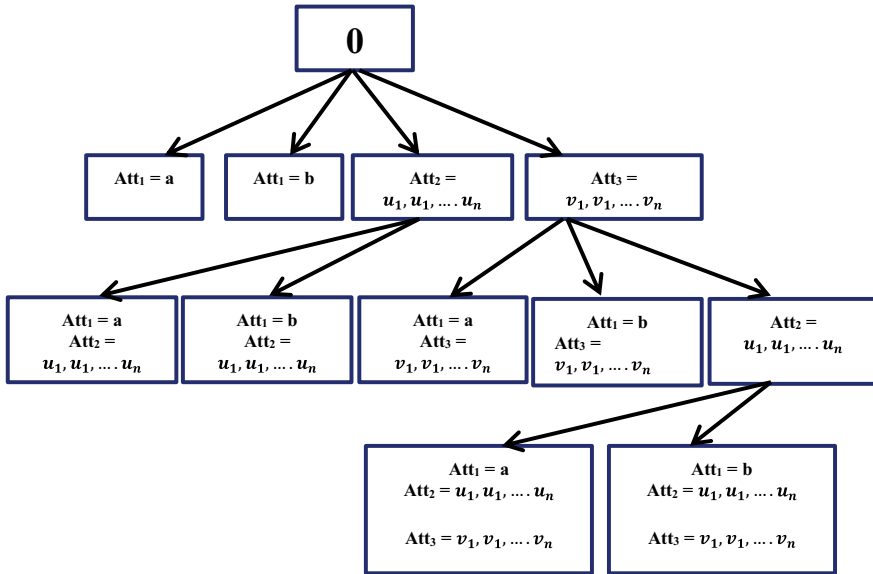 0
Att₁ = a
Att₁ = b
Att₂ =
u₁, u₁, .... uₙ
Att₃ =
v₁, v₁, .... vₙ
Att₁ = a
Att₂ =
u₁, u₁, .... uₙ
Att₁ = b
Att₂ =
u₁, u₁, .... uₙ
Att₁ = a
Att₃ =
v₁, v₁, .... vₙ
Att₁ = b
Att₃ =
v₁, v₁, .... vₙ
Att₂ =
u₁, u₁, .... uₙ
Att₁ = a
Att₂ = u₁, u₁, .... uₙ
Att₃ = v₁, v₁, .... vₙ
Att₁ = b
Att₂ = u₁, u₁, .... uₙ
Att₃ = v₁, v₁, .... vₙ